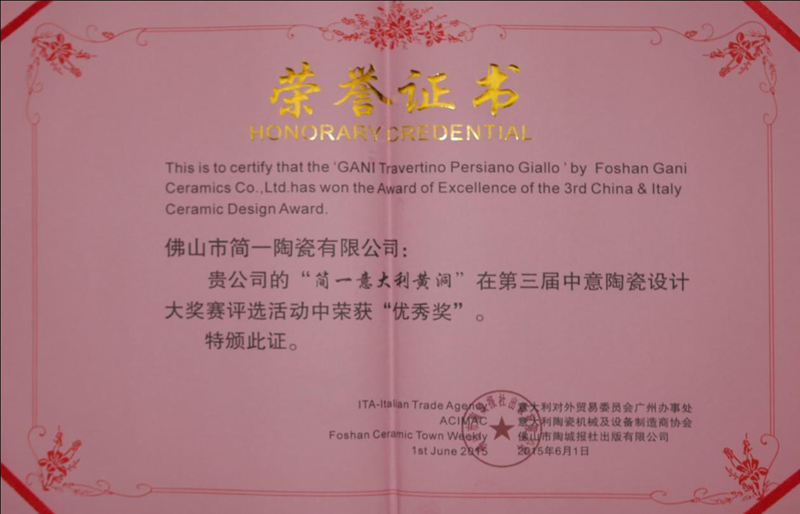 荣誉证书
HONORARY CREDENTIAL
This is to certify that the 'GANI Travertino Persiano Giallo ' by Foshan Gani
Ceramics Co.,Ltd.has won the Award of Excellence of the 3rd China & Italy
Ceramic Design Award.
佛山市简一陶瓷有限公司：
贵公司的“简一意大利黄洞”在第三届中意陶瓷设计
大奖赛评选活动中荣获“优秀奖”。
特颁此证。
ITA-Italian Trade Agency 意大利对外贸易委员会广州办事处
ACIMAC 意大利陶瓷机械及设备制造商协会
Foshan Ceramic Town Weekly 佛山市陶城报社出版有限公司
1st June 2015 2015年6月1日